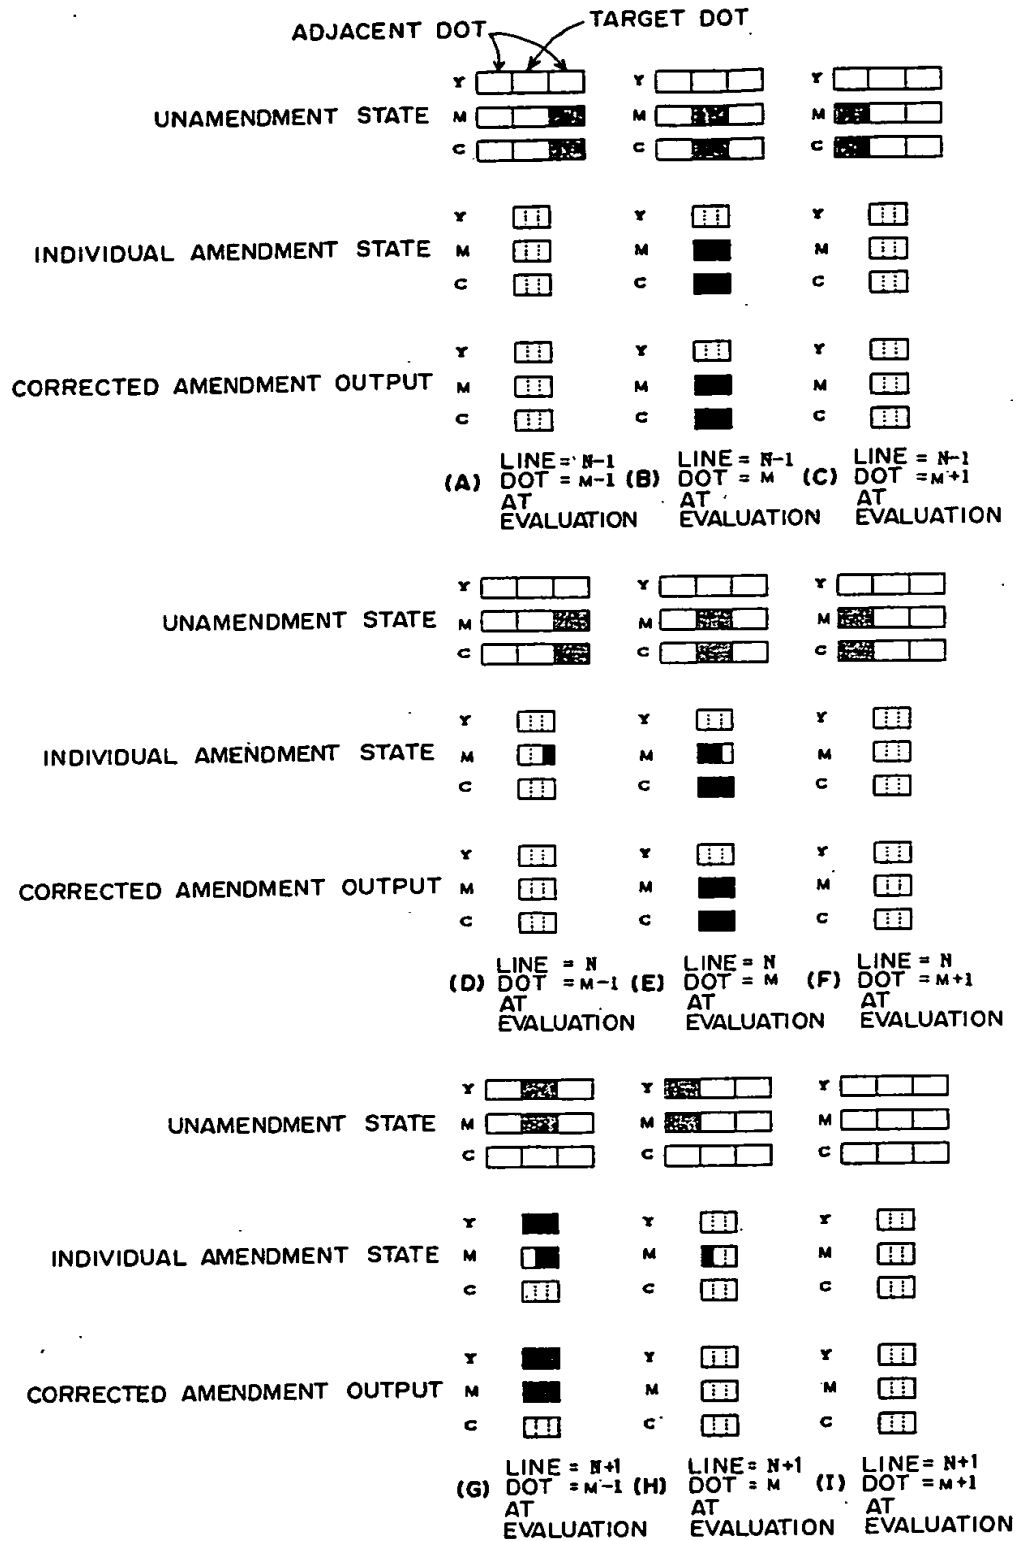 ADJACENT DOT TARGET DOT
Y Y Y
UNAMENDMENT STATE M M M
C C C
Y Y Y
INDIVIDUAL AMENDMENT STATE M M M
C C C
Y Y Y
CORRECTED AMENDMENT OUTPUT M M M
C C C
(A) LINE = N-1 DOT = M-1 AT EVALUATION
(B) LINE = N-1 DOT = M AT EVALUATION
(C) LINE = N-1 DOT = M+1 AT EVALUATION
Y Y Y
UNAMENDMENT STATE M M M
C C C
Y Y Y
INDIVIDUAL AMENDMENT STATE M M M
C C C
Y Y Y
CORRECTED AMENDMENT OUTPUT M M M
C C C
(D) LINE = N DOT = M-1 AT EVALUATION
(E) LINE = N DOT = M AT EVALUATION
(F) LINE = N DOT = M+1 AT EVALUATION
Y Y Y
UNAMENDMENT STATE M M M
C C C
Y Y Y
INDIVIDUAL AMENDMENT STATE M M M
C C C
Y Y Y
CORRECTED AMENDMENT OUTPUT M M M
C C C
(G) LINE = N+1 DOT = M-1 AT EVALUATION
(H) LINE = N+1 DOT = M AT EVALUATION
(I) LINE = N+1 DOT = M+1 AT EVALUATION